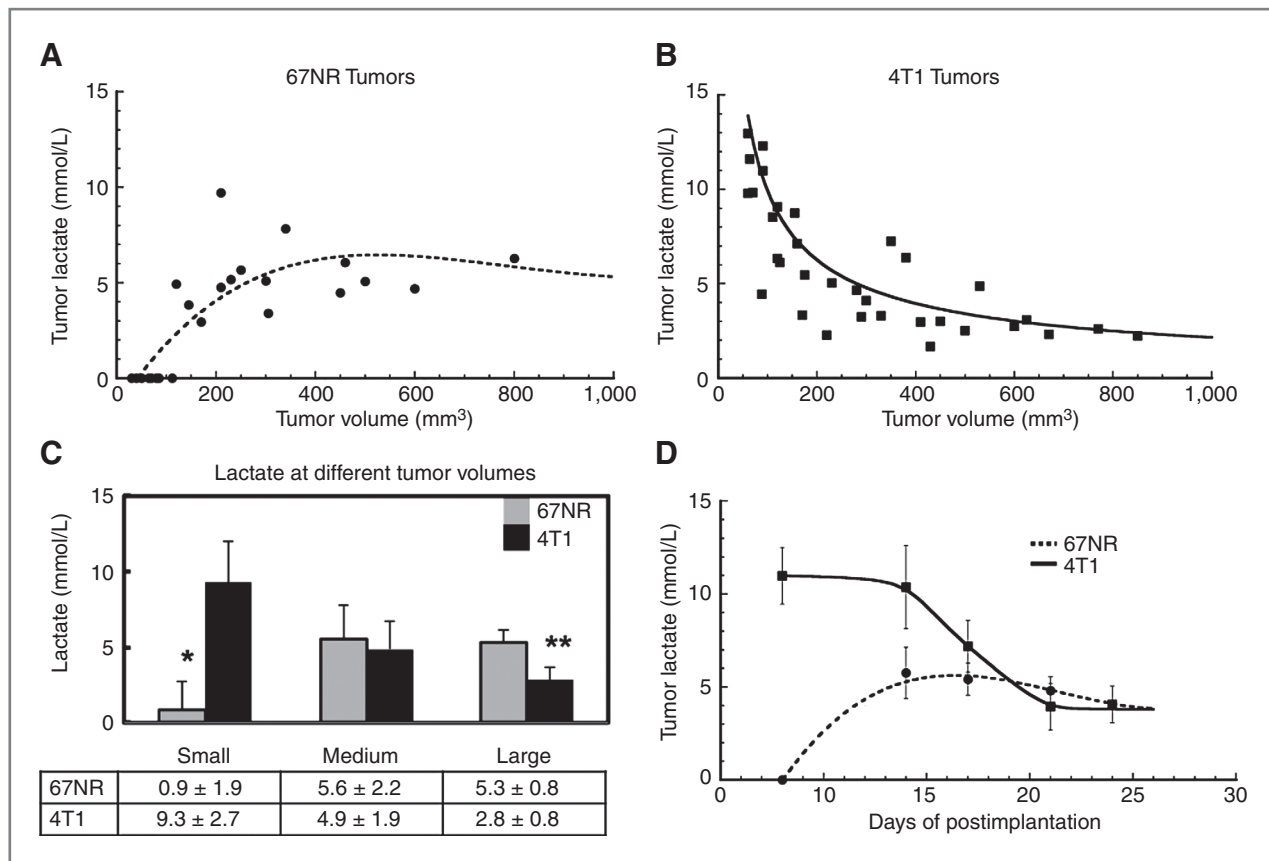 A
67NR Tumors
Tumor lactate (mmol/L)
15
10
5
0
0 200 400 600 800 1,000
Tumor volume (mm³)
B
4T1 Tumors
Tumor lactate (mmol/L)
15
10
5
0
0 200 400 600 800 1,000
Tumor volume (mm³)
C
Lactate at different tumor volumes
Lactate (mmol/L)
15
10
5
0
67NR
4T1
*
**
Small Medium Large
67NR 0.9 ± 1.9 5.6 ± 2.2 5.3 ± 0.8
4T1 9.3 ± 2.7 4.9 ± 1.9 2.8 ± 0.8
D
Tumor lactate (mmol/L)
15
10
5
0
67NR
4T1
0 10 15 20 25 30
Days of postimplantation